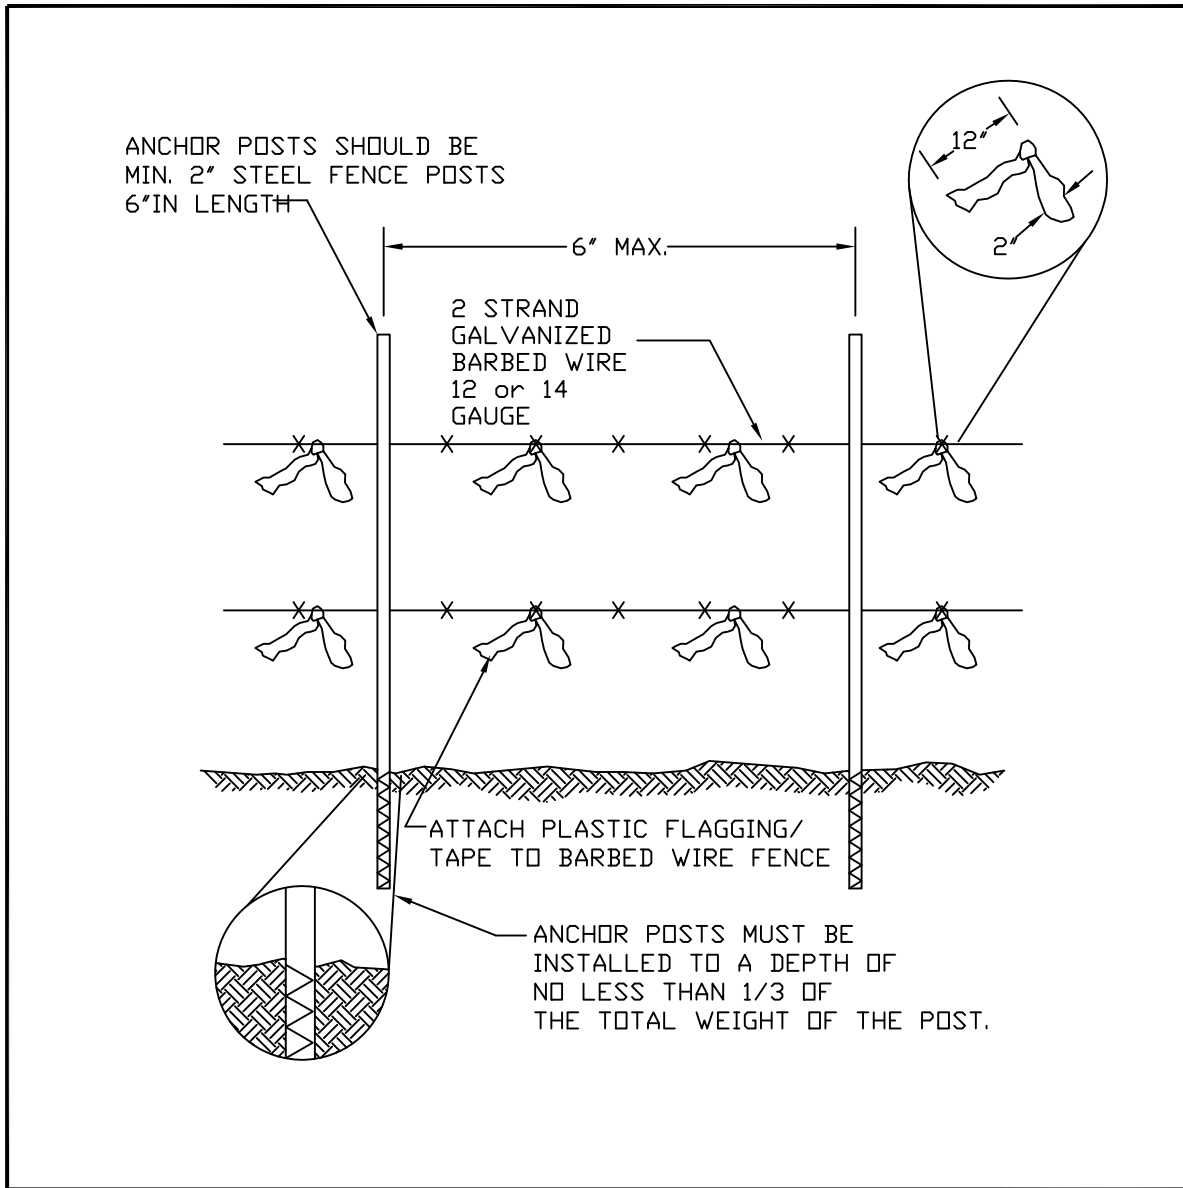 ANCHOR POSTS SHOULD BE
MIN. 2" STEEL FENCE POSTS
6"IN LENGTH
12"
2"
6" MAX.
2 STRAND
GALVANIZED
BARBED WIRE
12 or 14
GAUGE
ATTACH PLASTIC FLAGGING/
TAPE TO BARBED WIRE FENCE
ANCHOR POSTS MUST BE
INSTALLED TO A DEPTH OF
NO LESS THAN 1/3 OF
THE TOTAL WEIGHT OF THE POST.